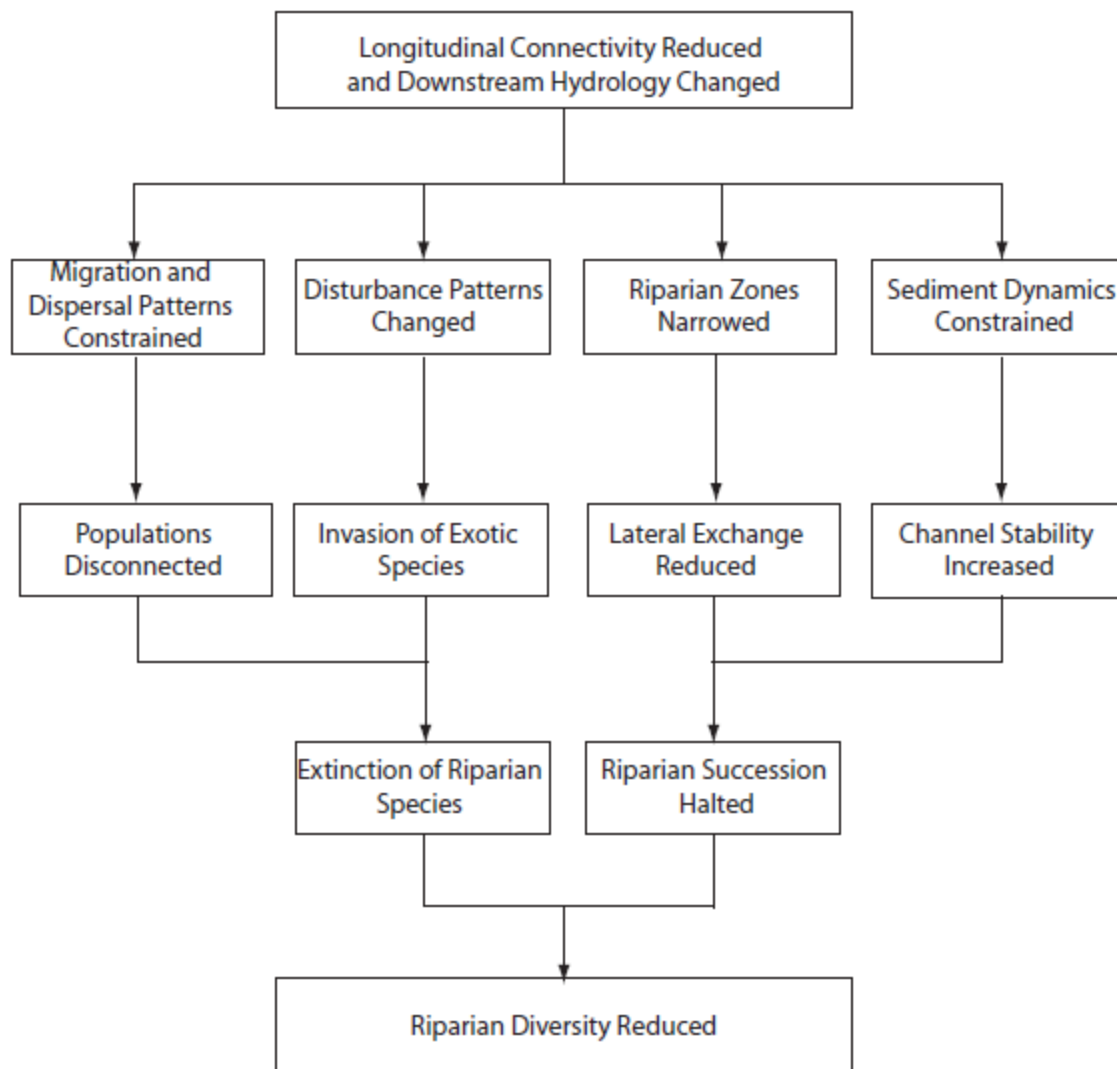 Longitudinal Connectivity Reduced
and Downstream Hydrology Changed
Migration and
Dispersal Patterns
Constrained
Disturbance Patterns
Changed
Riparian Zones
Narrowed
Sediment Dynamics
Constrained
Populations
Disconnected
Invasion of Exotic
Species
Lateral Exchange
Reduced
Channel Stability
Increased
Extinction of Riparian
Species
Riparian Succession
Halted
Riparian Diversity Reduced